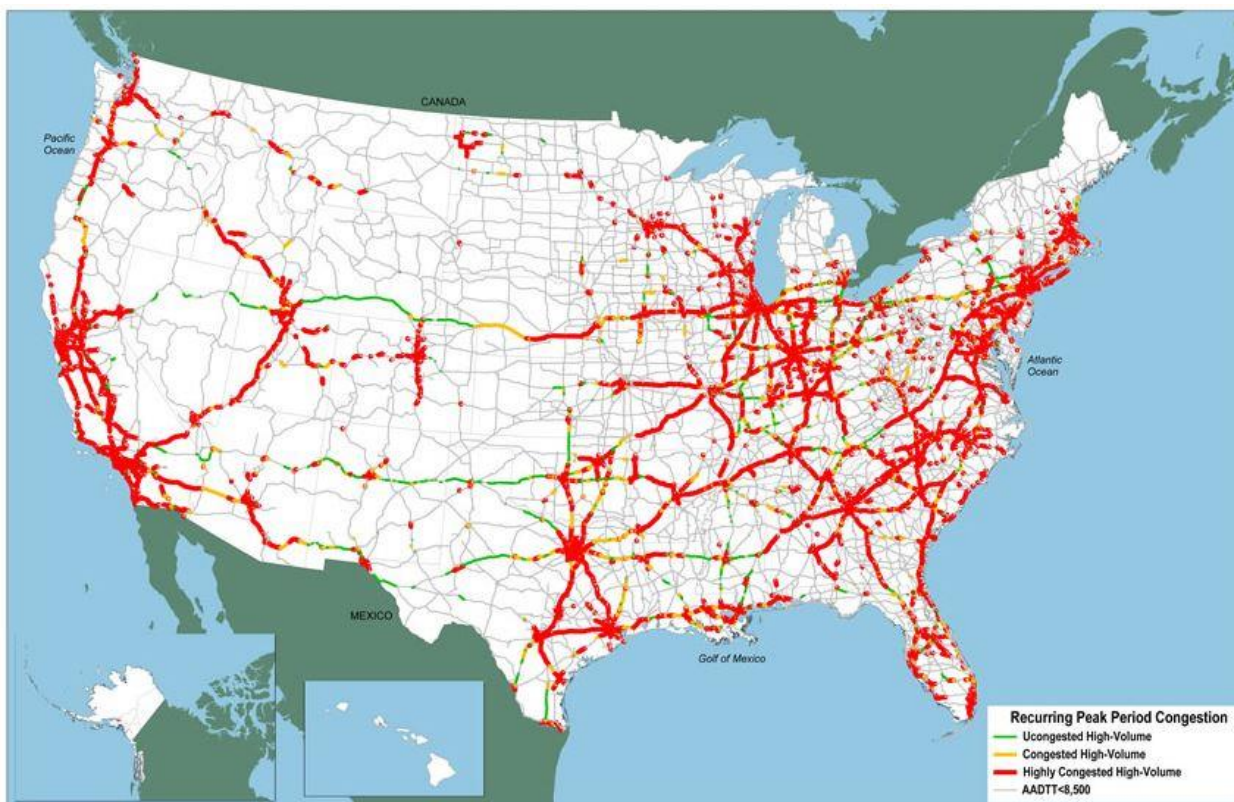 CANADA
Pacific
Ocean
Atlantic
Ocean
MEXICO
Golf of Mexico
Recurring Peak Period Congestion
Ucongested High-Volume
Congested High-Volume
Highly Congested High-Volume
AADTT<8,500